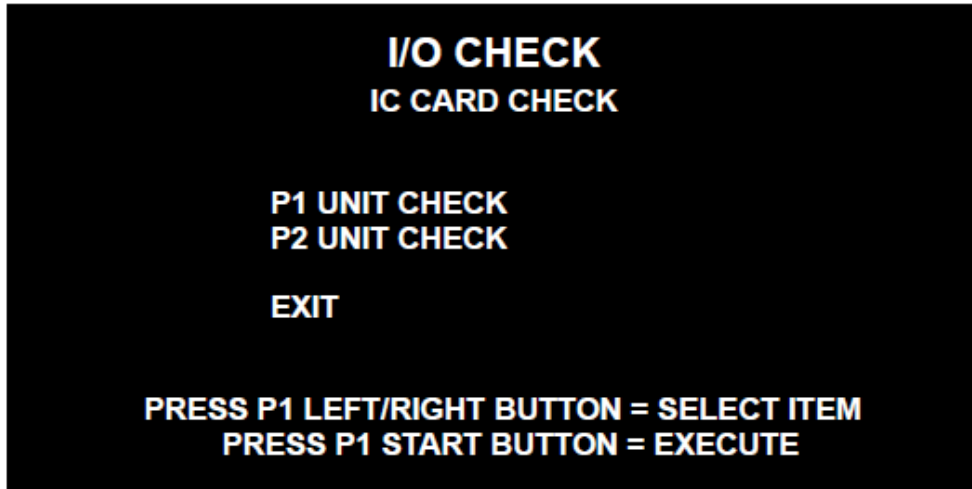 I/O CHECK
IC CARD CHECK
P1 UNIT CHECK
P2 UNIT CHECK
EXIT
PRESS P1 LEFT/RIGHT BUTTON = SELECT ITEM
PRESS P1 START BUTTON = EXECUTE